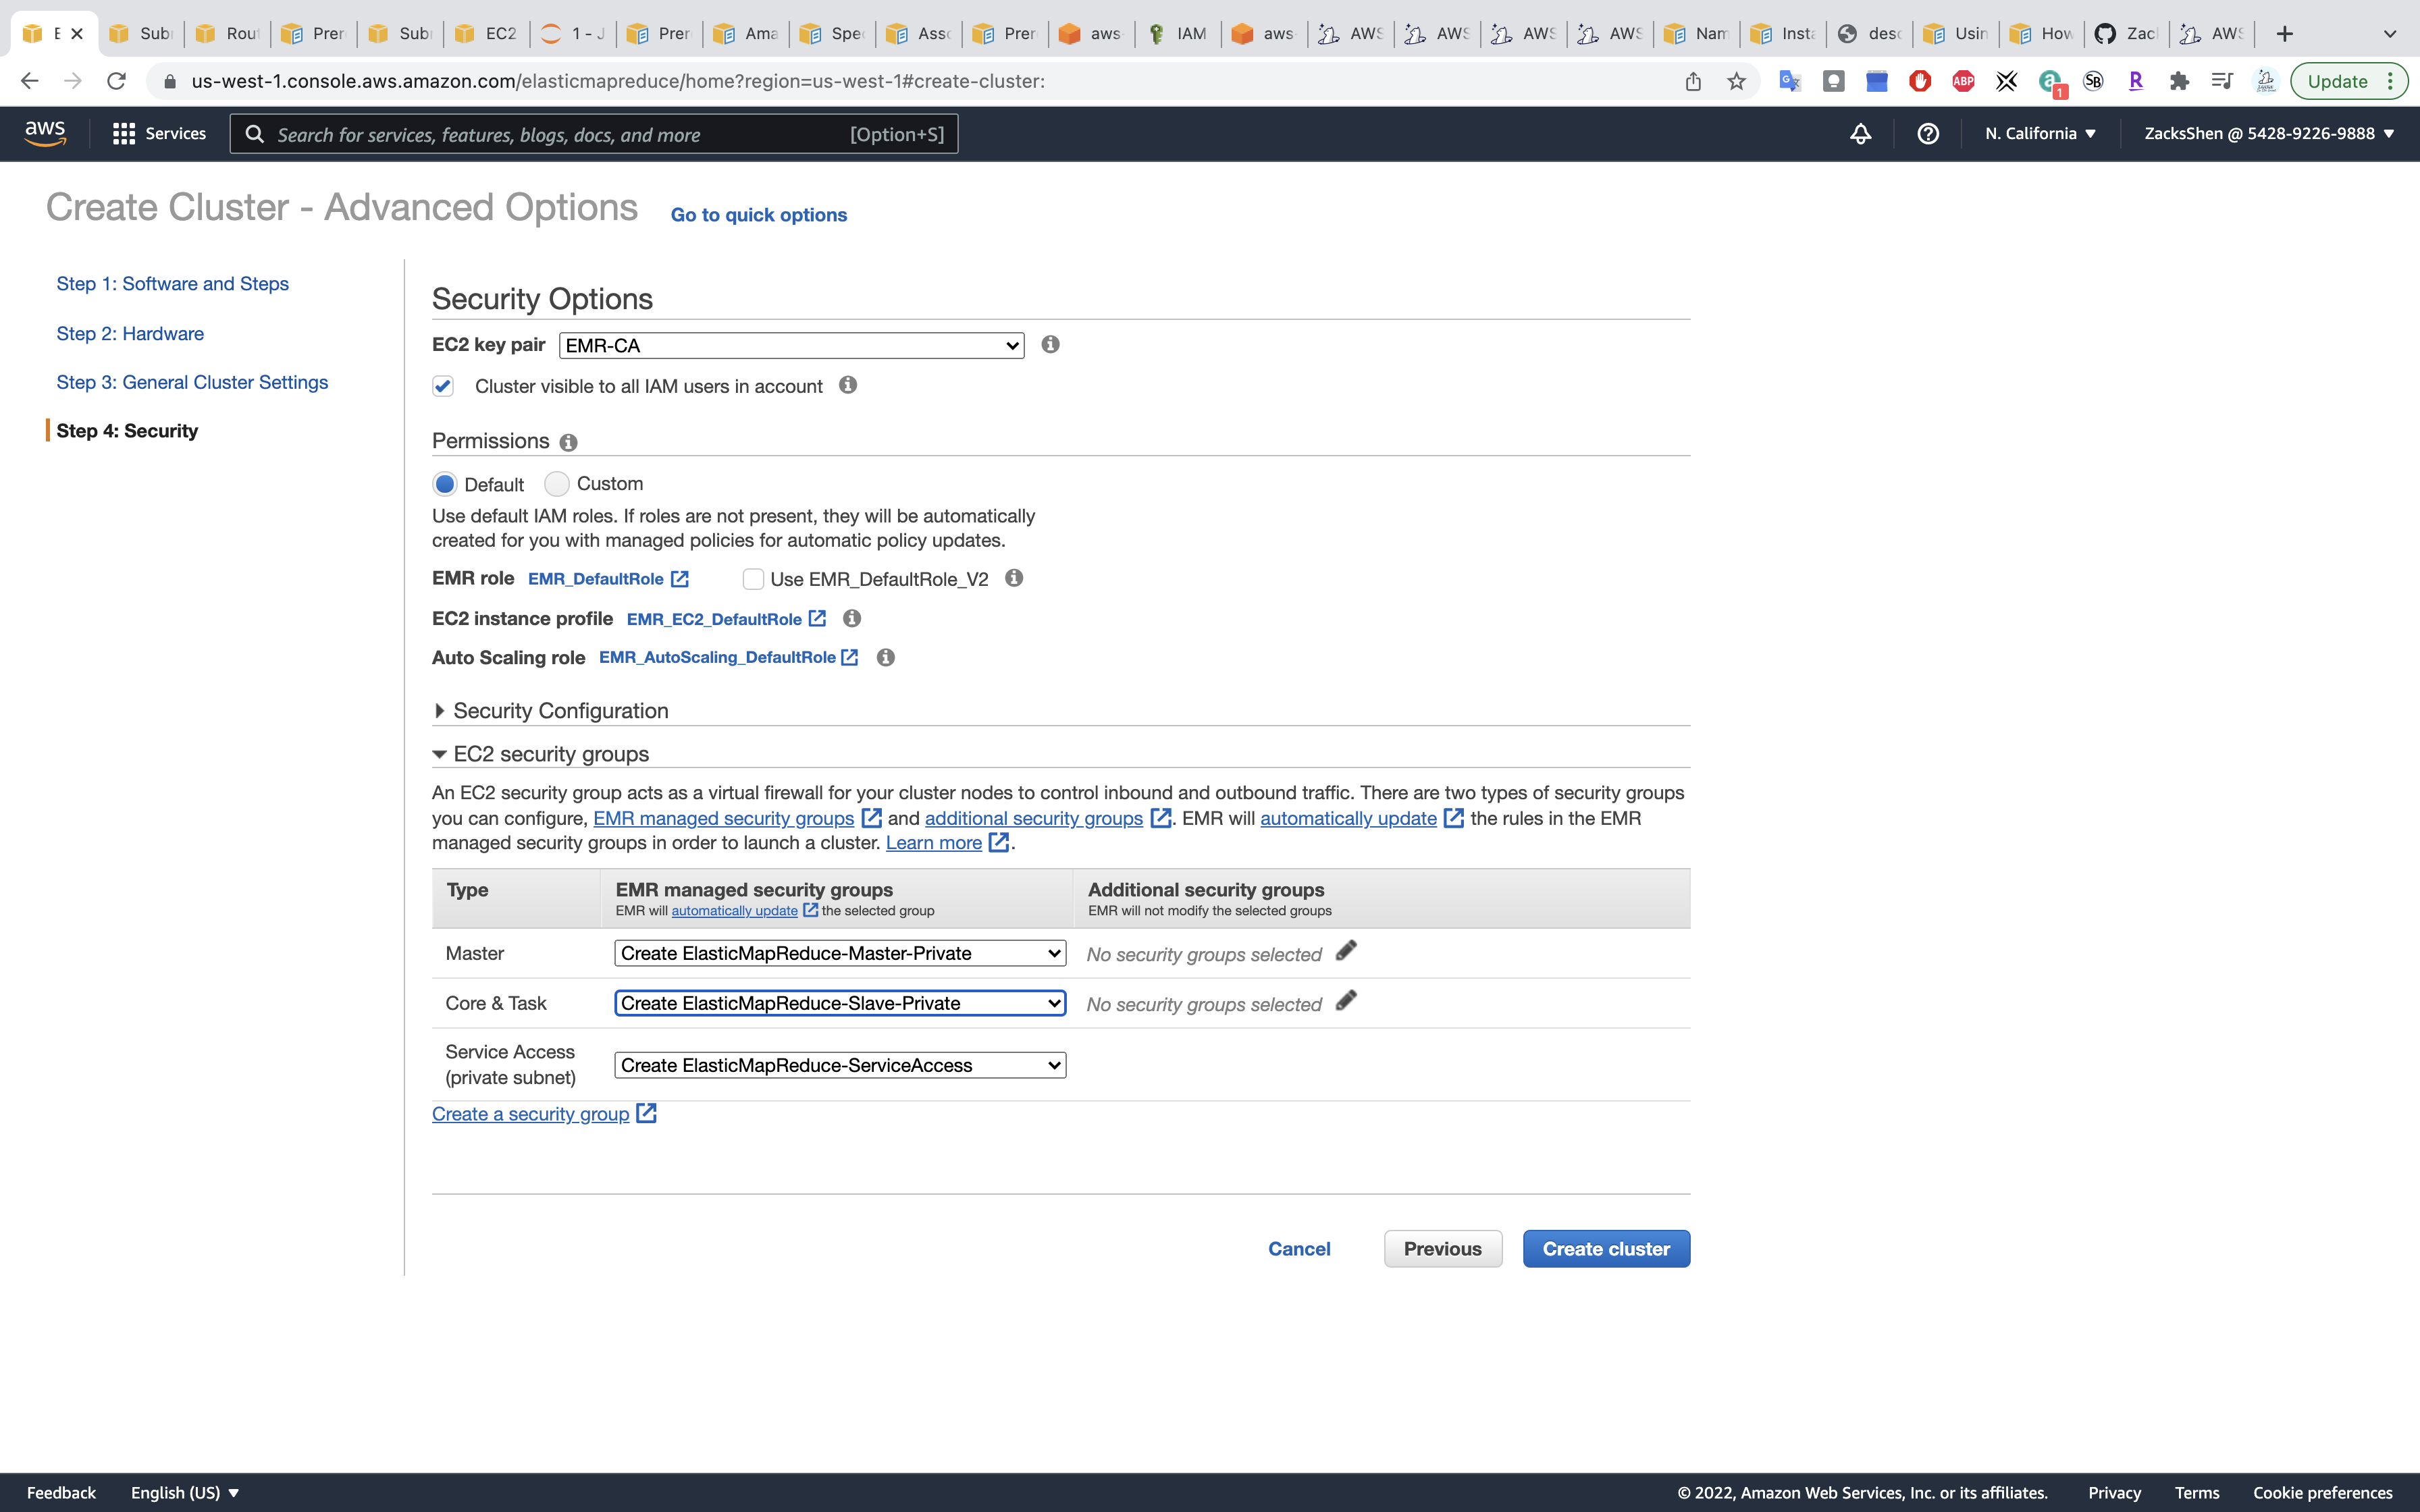 E
Sub
Rout
Prer
Sub
EC2
1 - J
Prer
Ama
Spec
Asso
Prer
aws-
IAM
aws-
AWS
AWS
AWS
AWS
Nam
Insta
desc
Usin
How
Zac
AWS
us-west-1.console.aws.amazon.com/elasticmapreduce/home?region=us-west-1#create-cluster:
ABP
1
SB
R
Update
aws
Services
Search for services, features, blogs, docs, and more
[Option+S]
N. California ▼
ZacksShen @ 5428-9226-9888 ▼
Create Cluster - Advanced Options
Go to quick options
Step 1: Software and Steps
Step 2: Hardware
Step 3: General Cluster Settings
Step 4: Security
Security Options
EC2 key pair EMR-CA
Cluster visible to all IAM users in account
Permissions
Default Custom
Use default IAM roles. If roles are not present, they will be automatically
created for you with managed policies for automatic policy updates.
EMR role EMR_DefaultRole Use EMR_DefaultRole_V2
EC2 instance profile EMR_EC2_DefaultRole
Auto Scaling role EMR_AutoScaling_DefaultRole
Security Configuration
EC2 security groups
An EC2 security group acts as a virtual firewall for your cluster nodes to control inbound and outbound traffic. There are two types of security groups
you can configure, EMR managed security groups and additional security groups. EMR will automatically update the rules in the EMR
managed security groups in order to launch a cluster. Learn more.
Type EMR managed security groups Additional security groups
EMR will automatically update the selected group EMR will not modify the selected groups
Master Create ElasticMapReduce-Master-Private No security groups selected
Core & Task Create ElasticMapReduce-Slave-Private No security groups selected
Service Access
(private subnet) Create ElasticMapReduce-ServiceAccess
Create a security group
Cancel Previous Create cluster
Feedback English (US) ▼ © 2022, Amazon Web Services, Inc. or its affiliates. Privacy Terms Cookie preferences